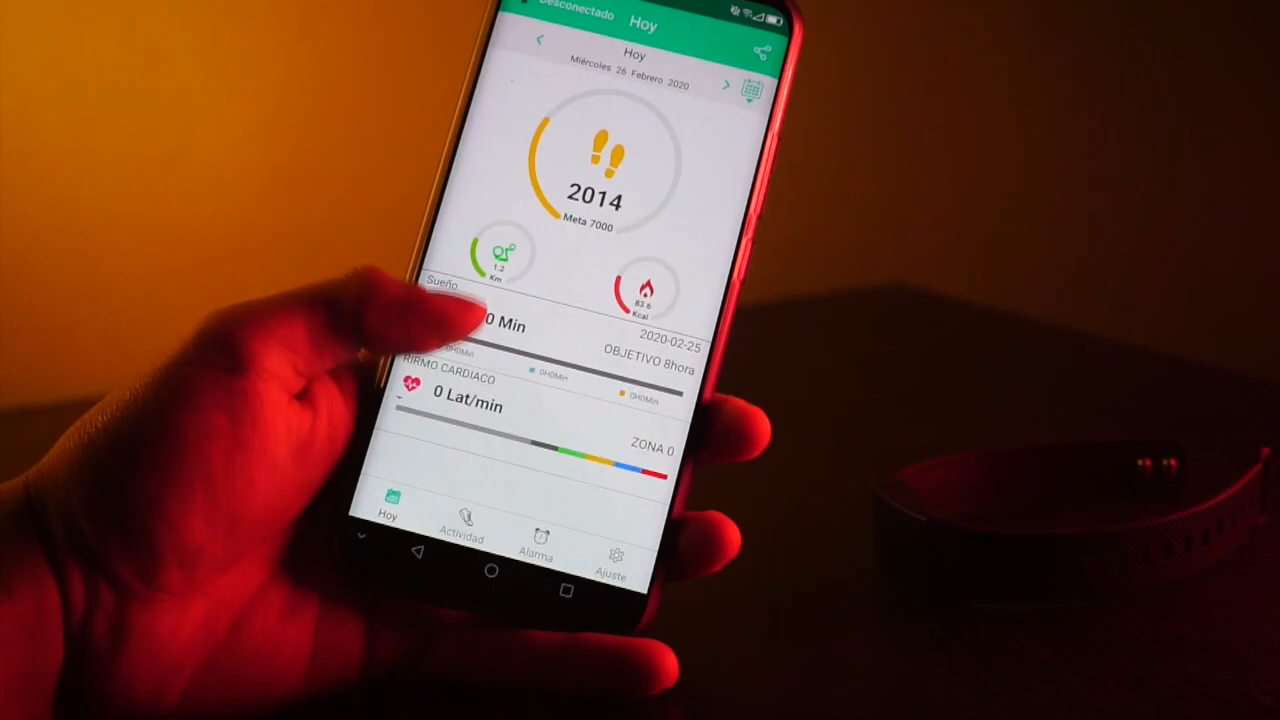 Desconectado Hoy
Hoy
Miércoles 26 Febrero 2020
2014
Meta 7000
1.2
Km
83.6
Kcal
Sueño
2020-02-25
0 Min
OBJETIVO 8hora
0H0Min
0H0Min
0H0Min
RIRMO CARDIACO
0 Lat/min
ZONA 0
Hoy
Actividad
Alarma
Ajuste